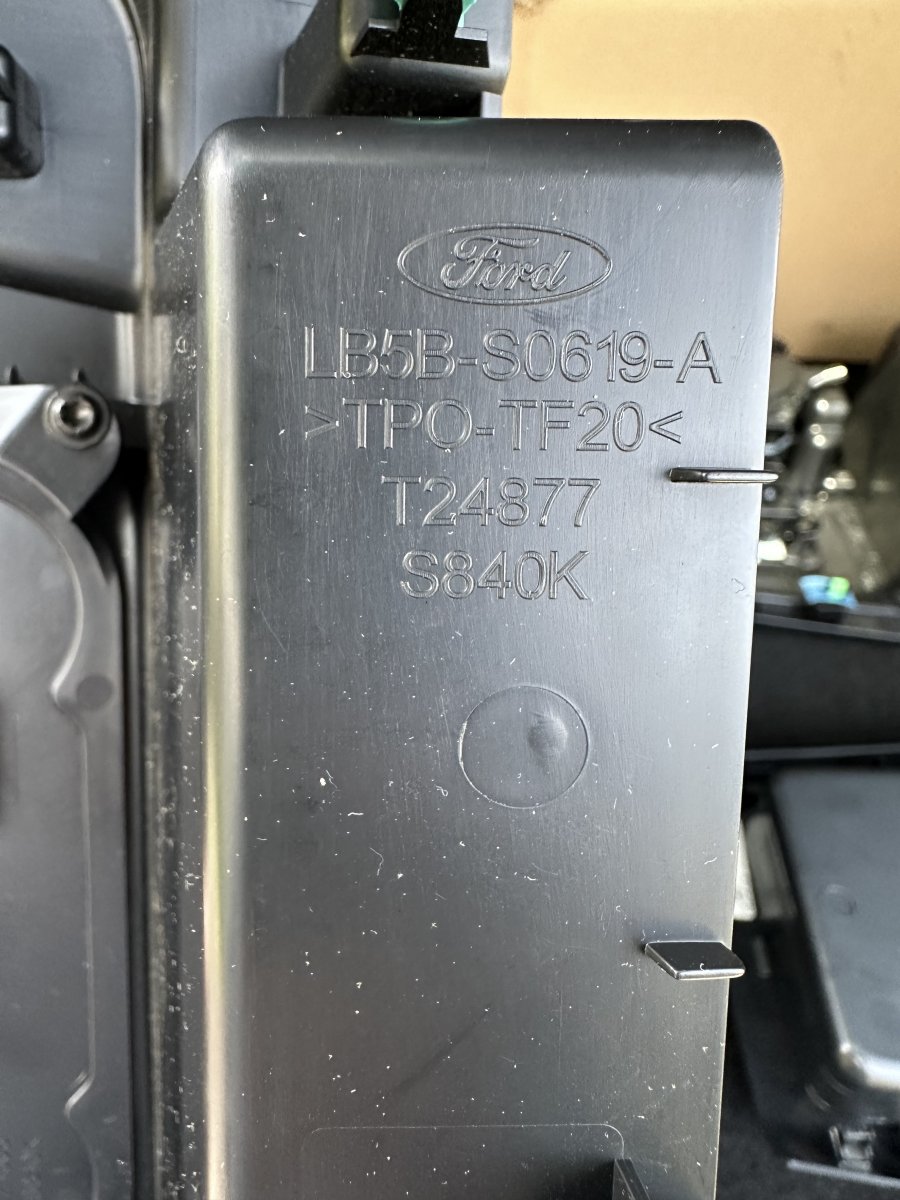 Ford
LB5B-S0619-A
>TPO-TF20<
T24877
S840K